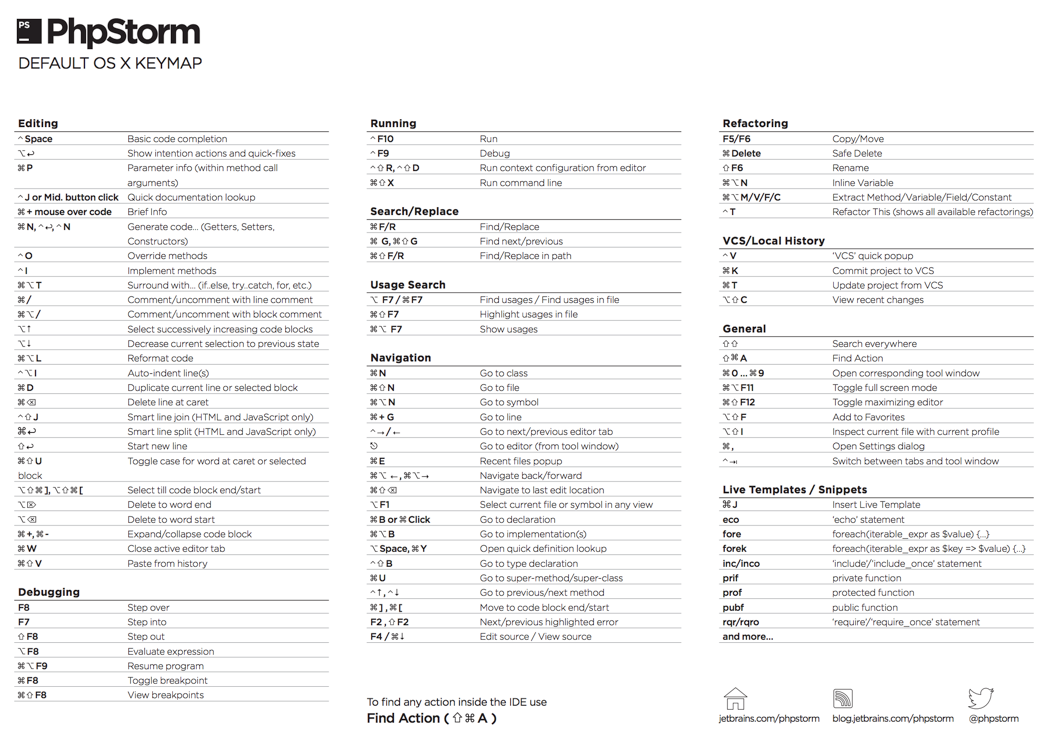 PS PhpStorm
DEFAULT OS X KEYMAP
Editing
⌃ Space Basic code completion
⌥↩ Show intention actions and quick-fixes
⌘ P Parameter info (within method call
arguments)
⌃ J or Mid. button click Quick documentation lookup
⌘ + mouse over code Brief Info
⌘ N, ⌃↩, ⌃ N Generate code... (Getters, Setters,
Constructors)
⌃ O Override methods
⌃ I Implement methods
⌘⌥ T Surround with... (if..else, try..catch, for, etc.)
⌘ / Comment/uncomment with line comment
⌘⌥ / Comment/uncomment with block comment
⌥↑ Select successively increasing code blocks
⌥↓ Decrease current selection to previous state
⌘⌥ L Reformat code
⌃⌥ I Auto-indent line(s)
⌘ D Duplicate current line or selected block
⌘⌫ Delete line at caret
⌃⇧ J Smart line join (HTML and JavaScript only)
⌘↩ Smart line split (HTML and JavaScript only)
⇧↩ Start new line
⌘⇧ U Toggle case for word at caret or selected
block
⌥⇧⌘ ], ⌥⇧⌘ [ Select till code block end/start
⌥⌦ Delete to word end
⌥⌫ Delete to word start
⌘ +, ⌘ - Expand/collapse code block
⌘ W Close active editor tab
⌘⇧ V Paste from history
Debugging
F8 Step over
F7 Step into
⇧ F8 Step out
⌥ F8 Evaluate expression
⌘⌥ F9 Resume program
⌘ F8 Toggle breakpoint
⌘⇧ F8 View breakpoints
Running
⌃ F10 Run
⌃ F9 Debug
⌃⇧ R, ⌃⇧ D Run context configuration from editor
⌘⇧ X Run command line
Search/Replace
⌘ F/R Find/Replace
⌘ G, ⌘⇧ G Find next/previous
⌘⇧ F/R Find/Replace in path
Usage Search
⌥ F7 / ⌘ F7 Find usages / Find usages in file
⌘⇧ F7 Highlight usages in file
⌘⌥ F7 Show usages
Navigation
⌘ N Go to class
⌘⇧ N Go to file
⌘⌥ N Go to symbol
⌘ + G Go to line
⌃→ / ← Go to next/previous editor tab
⎋ Go to editor (from tool window)
⌘ E Recent files popup
⌘⌥ ←, ⌘⌥→ Navigate back/forward
⌘⇧⌫ Navigate to last edit location
⌥ F1 Select current file or symbol in any view
⌘ B or ⌘ Click Go to declaration
⌘⌥ B Go to implementation(s)
⌥ Space, ⌘ Y Open quick definition lookup
⌃⇧ B Go to type declaration
⌘ U Go to super-method/super-class
⌃↑, ⌃↓ Go to previous/next method
⌘ ], ⌘ [ Move to code block end/start
F2 , ⇧ F2 Next/previous highlighted error
F4 / ⌘↓ Edit source / View source
To find any action inside the IDE use
Find Action ( ⇧⌘ A )
Refactoring
F5/F6 Copy/Move
⌘ Delete Safe Delete
⇧ F6 Rename
⌘⌥ N Inline Variable
⌘⌥ M/V/F/C Extract Method/Variable/Field/Constant
⌃ T Refactor This (shows all available refactorings)
VCS/Local History
⌃ V 'VCS' quick popup
⌘ K Commit project to VCS
⌘ T Update project from VCS
⌥⇧ C View recent changes
General
⇧⇧ Search everywhere
⇧⌘ A Find Action
⌘ 0 ... ⌘ 9 Open corresponding tool window
⌘⌥ F11 Toggle full screen mode
⌘⇧ F12 Toggle maximizing editor
⌥⇧ F Add to Favorites
⌥⇧ I Inspect current file with current profile
⌘ , Open Settings dialog
⌃⇥ Switch between tabs and tool window
Live Templates / Snippets
⌘ J Insert Live Template
eco 'echo' statement
fore foreach(iterable_expr as $value) {...}
forek foreach(iterable_expr as $key => $value) {...}
inc/inco 'include'/'include_once' statement
prif private function
prof protected function
pubf public function
rqr/rqro 'require'/'require_once' statement
and more...
jetbrains.com/phpstorm blog.jetbrains.com/phpstorm @phpstorm